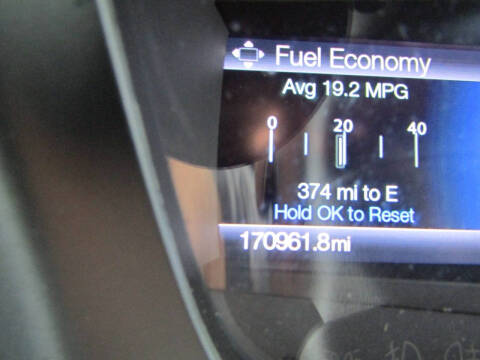 Fuel Economy
Avg 19.2 MPG
0 20 40
374 mi to E
Hold OK to Reset
170961.8mi